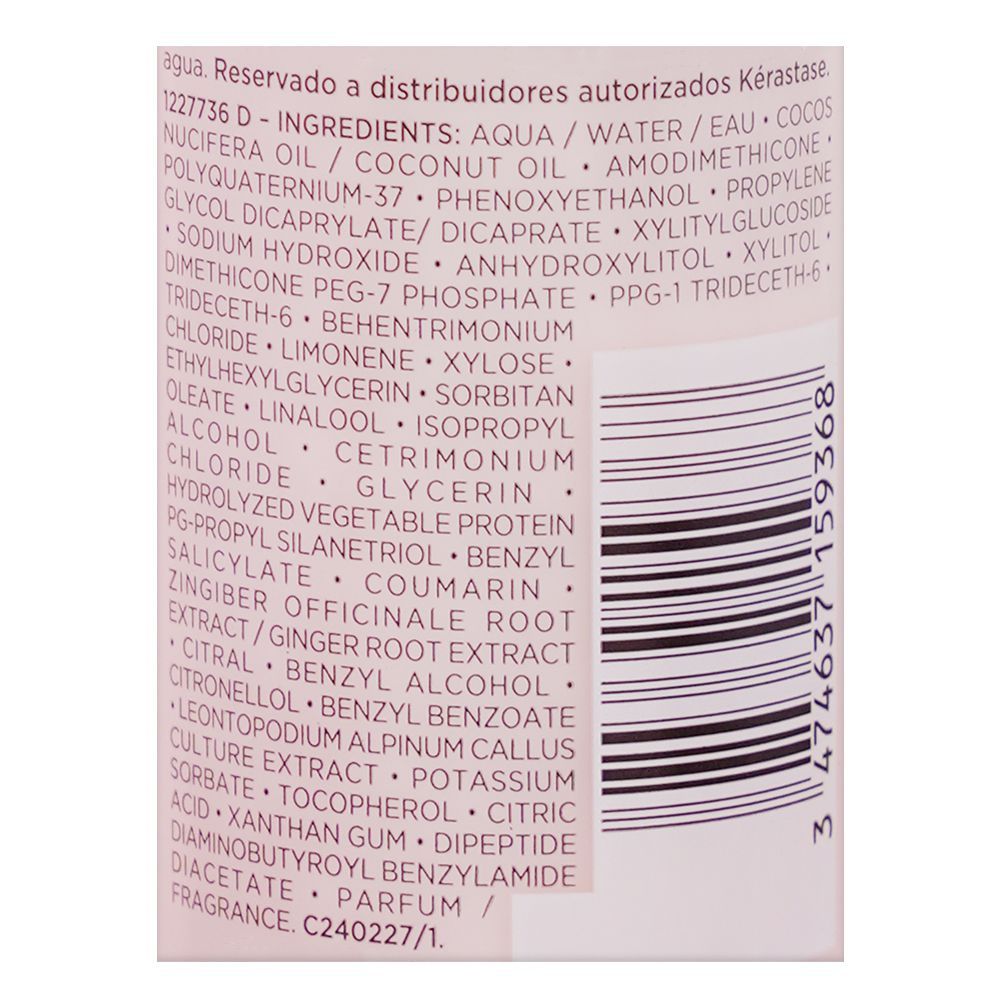 agua. Reservado a distribuidores autorizados Kérastase.
1227736 D - INGREDIENTS: AQUA / WATER / EAU • COCOS
NUCIFERA OIL / COCONUT OIL • AMODIMETHICONE •
POLYQUATERNIUM-37 • PHENOXYETHANOL • PROPYLENE
GLYCOL DICAPRYLATE/ DICAPRATE • XYLITYLGLUCOSIDE
• SODIUM HYDROXIDE • ANHYDROXYLITOL • XYLITOL •
DIMETHICONE PEG-7 PHOSPHATE • PPG-1 TRIDECETH-6 •
TRIDECETH-6 • BEHENTRIMONIUM
CHLORIDE • LIMONENE • XYLOSE •
ETHYLHEXYLGLYCERIN • SORBITAN
OLEATE • LINALOOL • ISOPROPYL
ALCOHOL • CETRIMONIUM
CHLORIDE • GLYCERIN •
HYDROLYZED VEGETABLE PROTEIN
PG-PROPYL SILANETRIOL • BENZYL
SALICYLATE • COUMARIN •
ZINGIBER OFFICINALE ROOT
EXTRACT / GINGER ROOT EXTRACT
• CITRAL • BENZYL ALCOHOL •
CITRONELLOL • BENZYL BENZOATE
• LEONTOPODIUM ALPINUM CALLUS
CULTURE EXTRACT • POTASSIUM
SORBATE • TOCOPHEROL • CITRIC
ACID • XANTHAN GUM • DIPEPTIDE
DIAMINOBUTYROYL BENZYLAMIDE
DIACETATE • PARFUM /
FRAGRANCE. C240227/1.
3 474637 159368